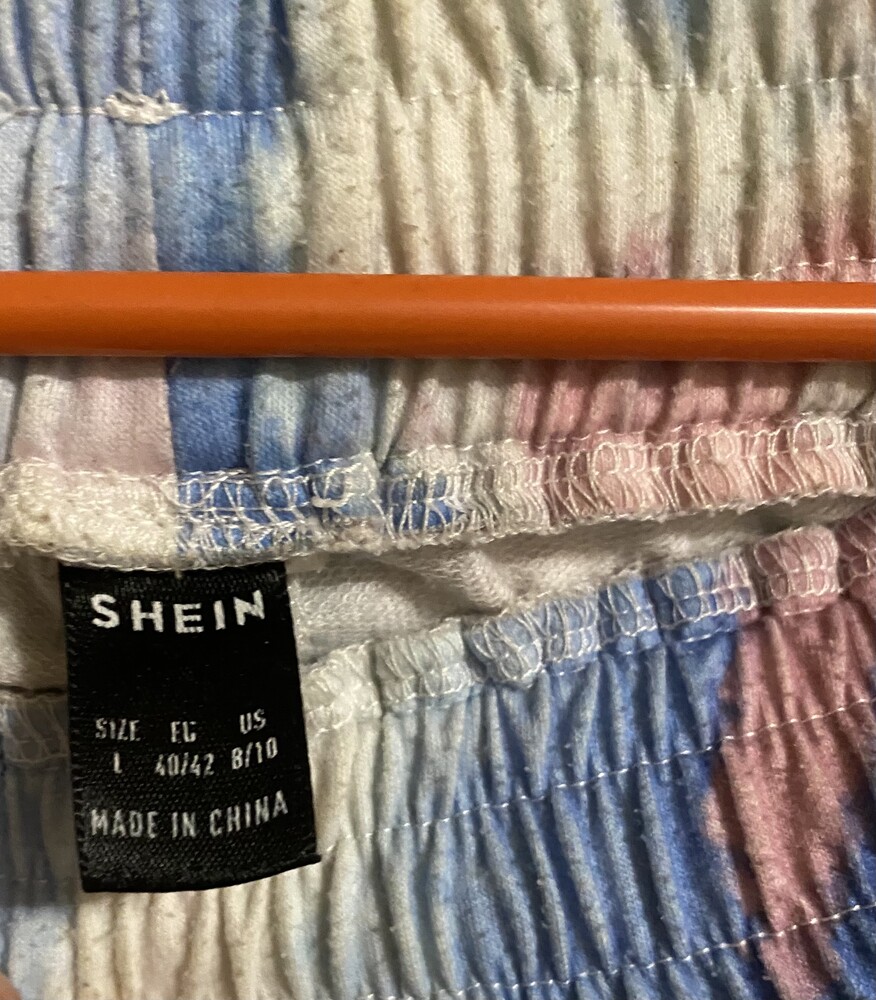 SHEIN
SIZE EU US
L 40/42 8/10
MADE IN CHINA